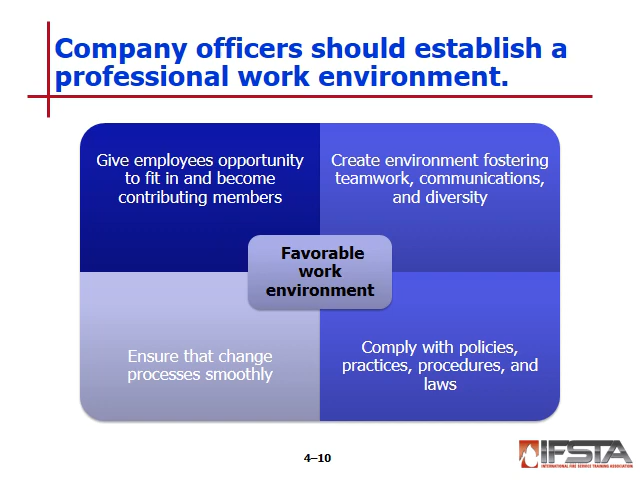 Company officers should establish a
professional work environment.
Give employees opportunity
to fit in and become
contributing members
Create environment fostering
teamwork, communications,
and diversity
Favorable
work
environment
Ensure that change
processes smoothly
Comply with policies,
practices, procedures, and
laws
4–10
IFSTA
INTERNATIONAL FIRE SERVICE TRAINING ASSOCIATION